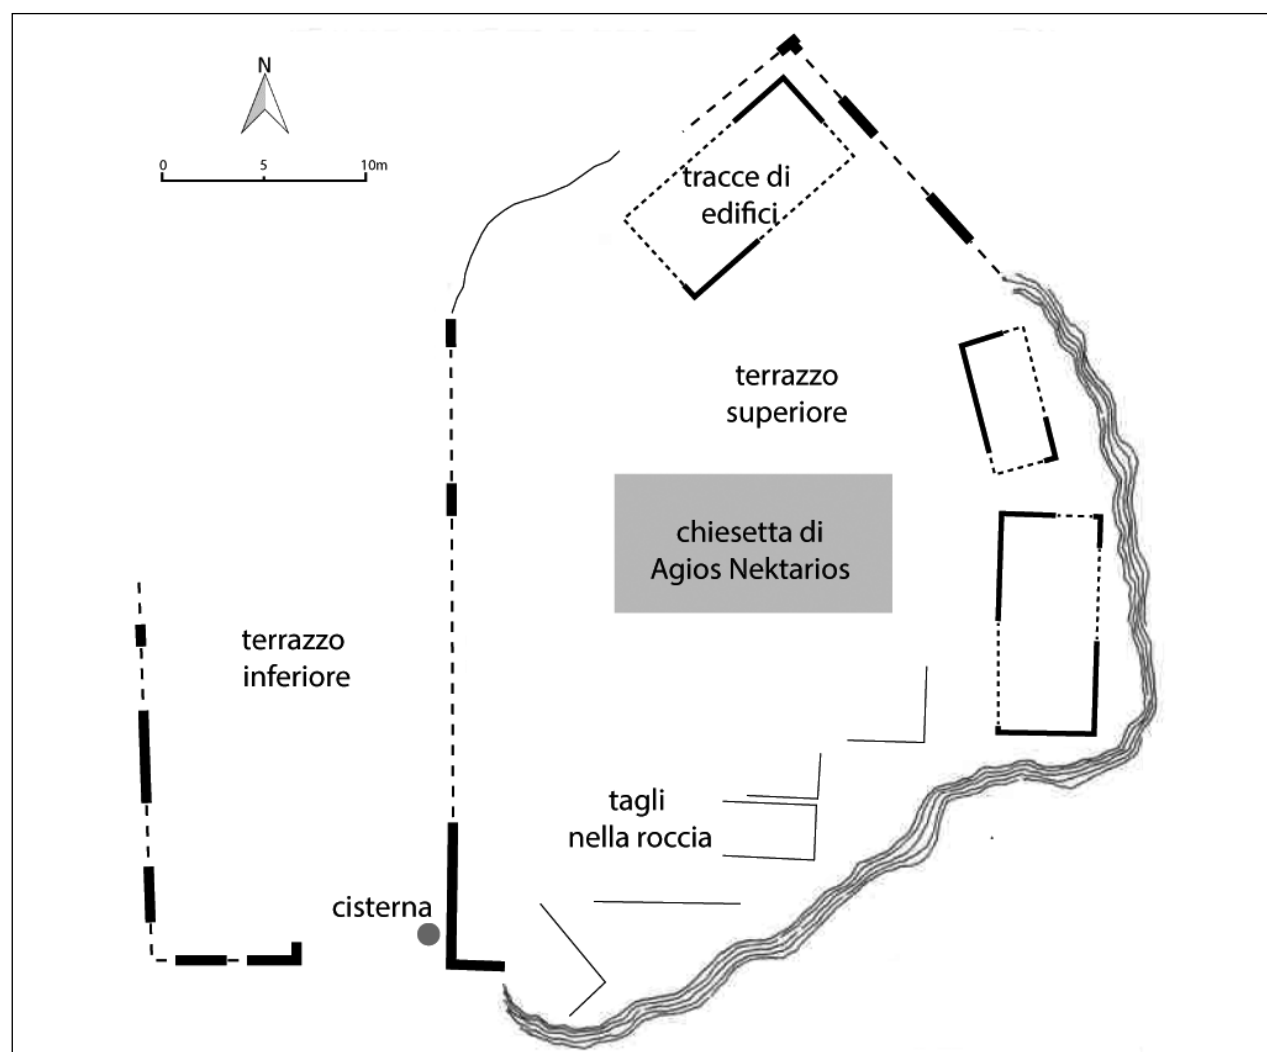 N
0 5 10m
tracce di
edifici
terrazzo
superiore
chiesetta di
Agios Nektarios
terrazzo
inferiore
tagli
nella roccia
cisterna